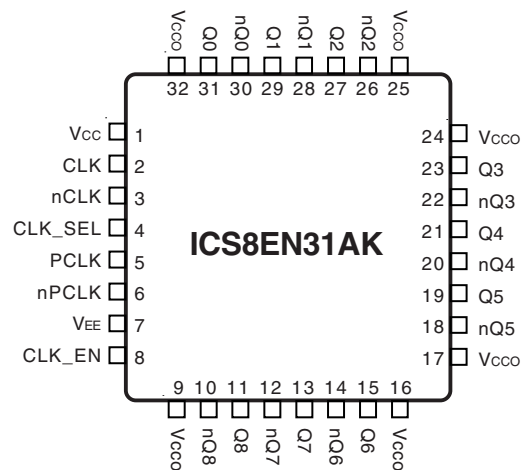 VCCO Q0 nQ0 Q1 nQ1 Q2 nQ2 VCCO
32 31 30 29 28 27 26 25
VCC 1
CLK 2
nCLK 3
CLK_SEL 4
PCLK 5
nPCLK 6
VEE 7
CLK_EN 8
ICS8EN31AK
24 VCCO
23 Q3
22 nQ3
21 Q4
20 nQ4
19 Q5
18 nQ5
17 VCCO
9 10 11 12 13 14 15 16
VCCO nQ8 Q8 nQ7 Q7 nQ6 Q6 VCCO